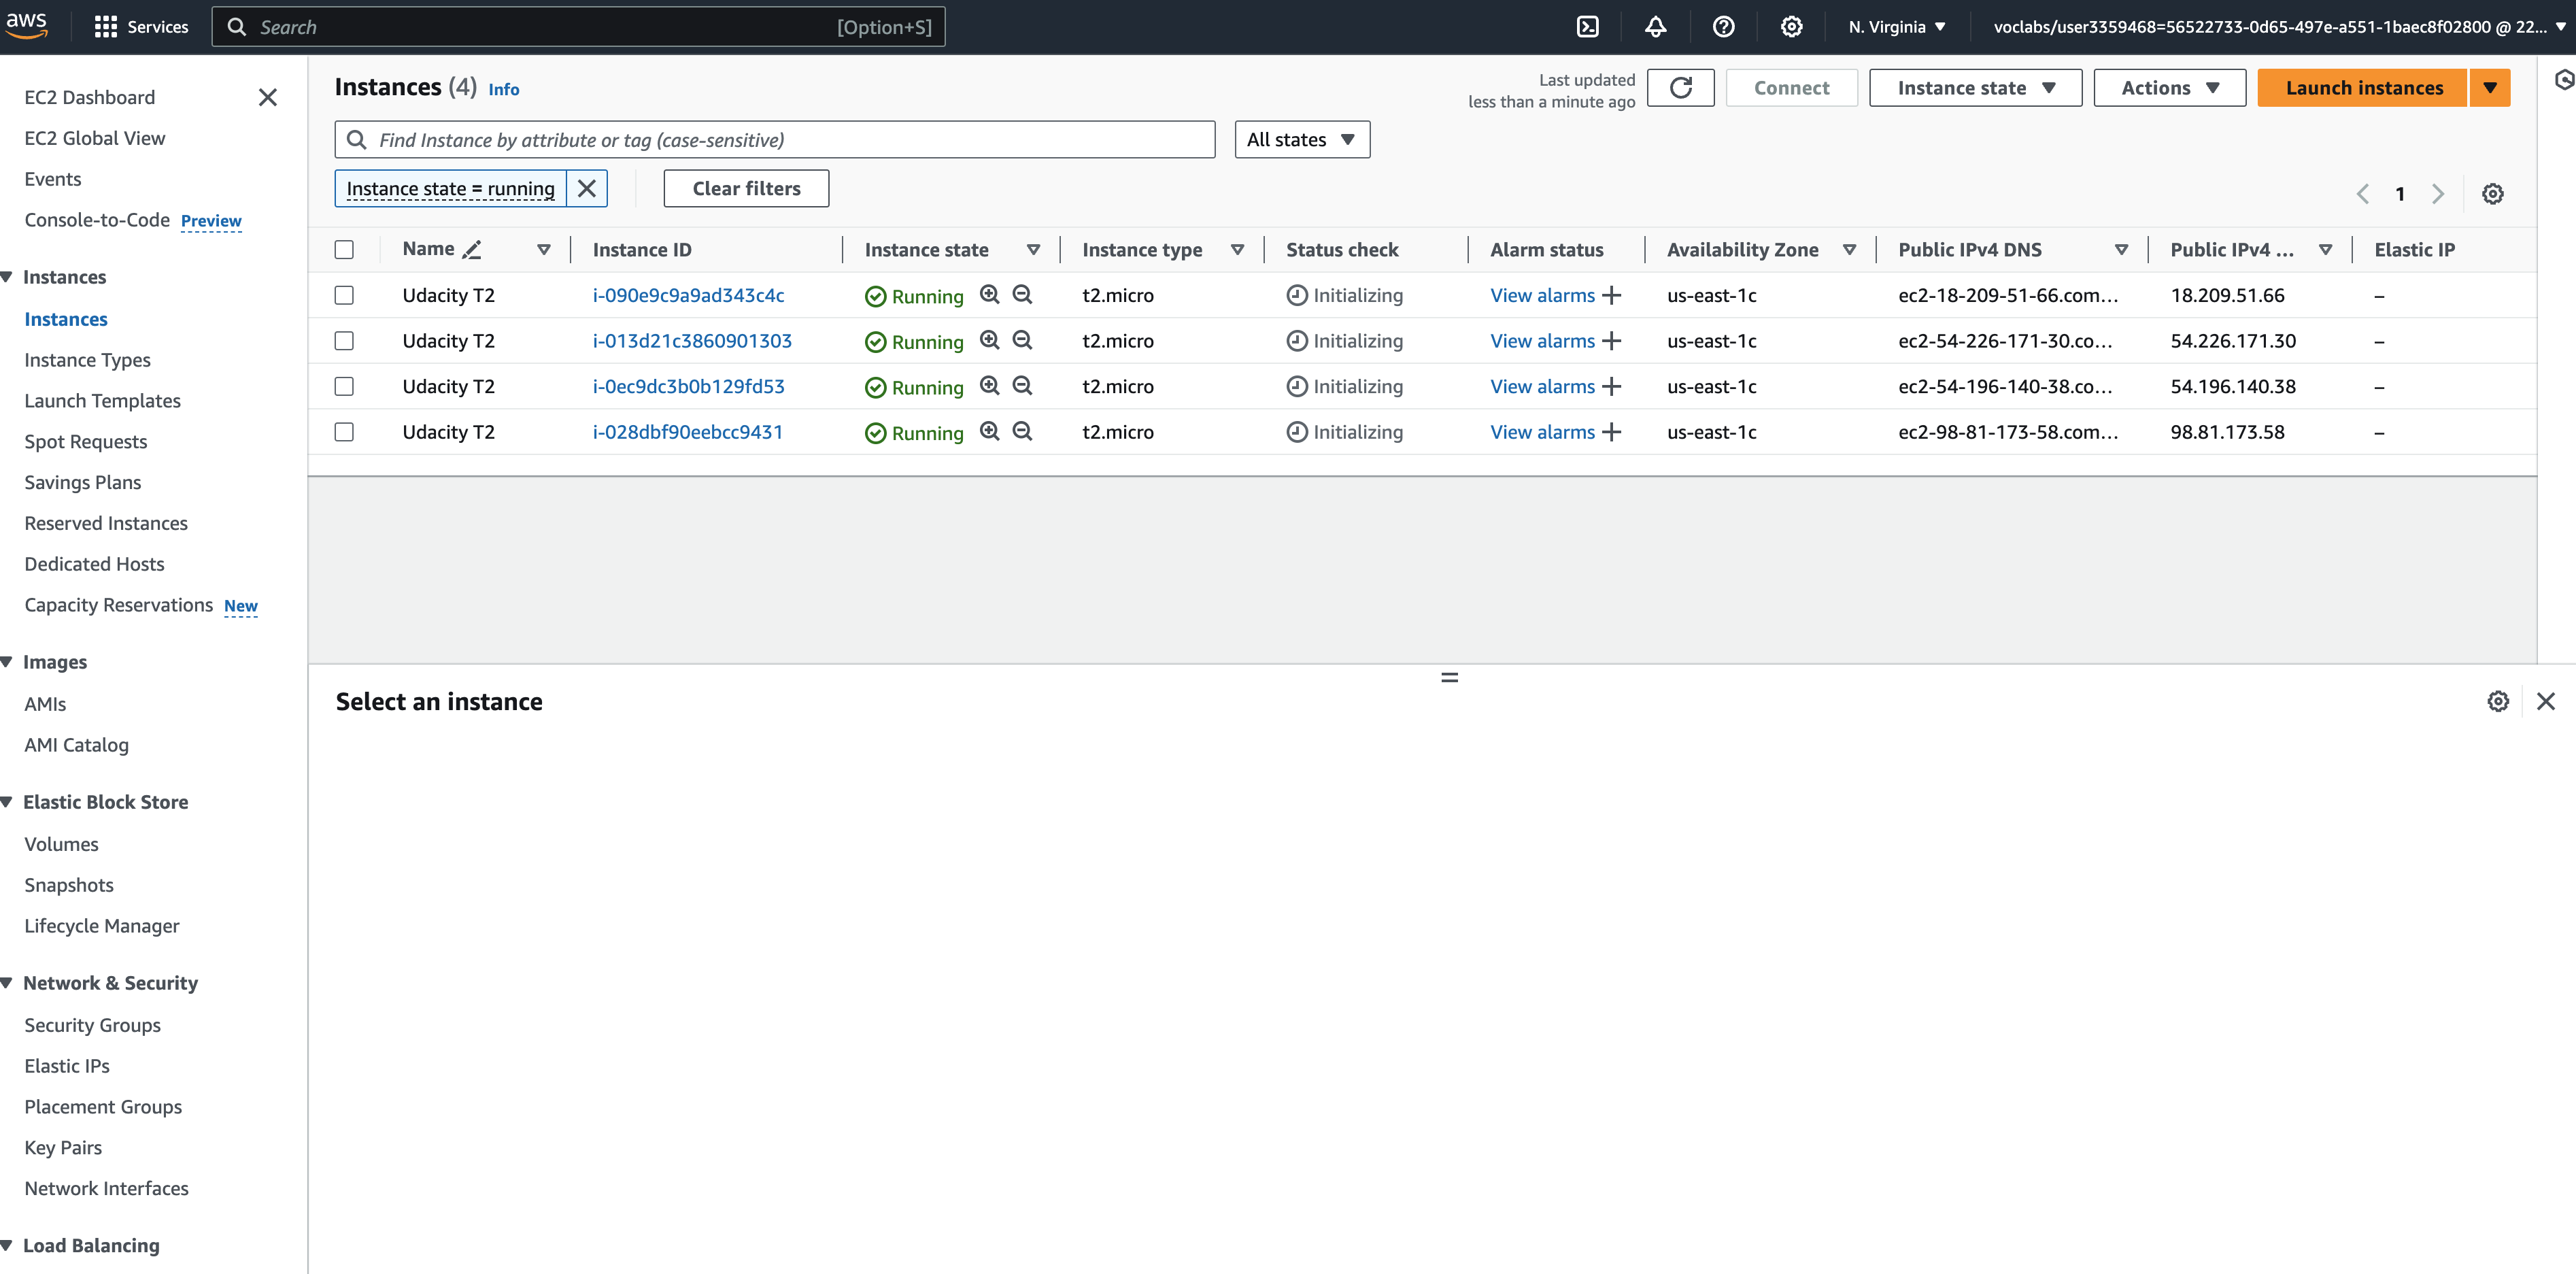 aws
Services
Search [Option+S]
N. Virginia
voclabs/user3359468=56522733-0d65-497e-a551-1baec8f02800 @ 22...
EC2 Dashboard
EC2 Global View
Events
Console-to-Code Preview
Instances
Instances
Instance Types
Launch Templates
Spot Requests
Savings Plans
Reserved Instances
Dedicated Hosts
Capacity Reservations New
Images
AMIs
AMI Catalog
Elastic Block Store
Volumes
Snapshots
Lifecycle Manager
Network & Security
Security Groups
Elastic IPs
Placement Groups
Key Pairs
Network Interfaces
Load Balancing
Instances (4) Info
Last updated
less than a minute ago
Connect
Instance state
Actions
Launch instances
Find Instance by attribute or tag (case-sensitive)
All states
Instance state = running
Clear filters
1
Name Instance ID Instance state Instance type Status check Alarm status Availability Zone Public IPv4 DNS Public IPv4 ... Elastic IP
Udacity T2 i-090e9c9a9ad343c4c Running t2.micro Initializing View alarms + us-east-1c ec2-18-209-51-66.com... 18.209.51.66 –
Udacity T2 i-013d21c3860901303 Running t2.micro Initializing View alarms + us-east-1c ec2-54-226-171-30.co... 54.226.171.30 –
Udacity T2 i-0ec9dc3b0b129fd53 Running t2.micro Initializing View alarms + us-east-1c ec2-54-196-140-38.co... 54.196.140.38 –
Udacity T2 i-028dbf90eebcc9431 Running t2.micro Initializing View alarms + us-east-1c ec2-98-81-173-58.com... 98.81.173.58 –
Select an instance